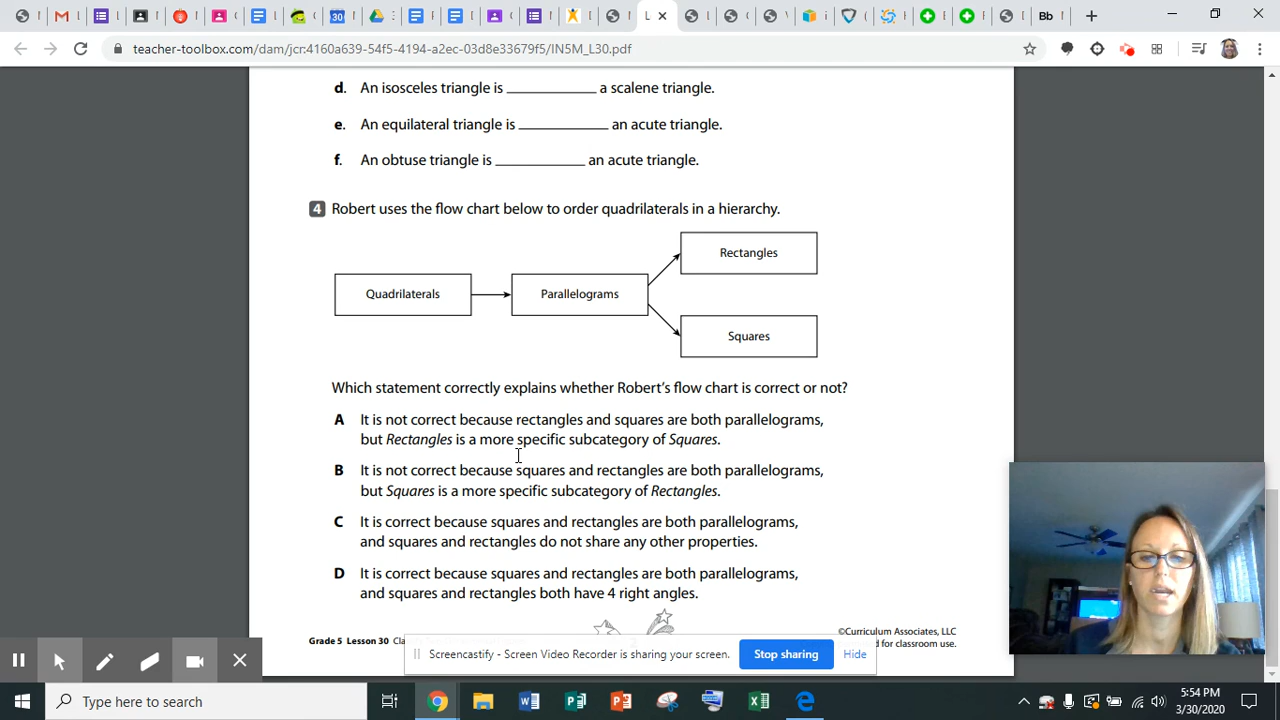 teacher-toolbox.com/dam/jcr:4160a639-54f5-4194-a2ec-03d8e33679f5/IN5M_L30.pdf
d. An isosceles triangle is __________ a scalene triangle.
e. An equilateral triangle is __________ an acute triangle.
f. An obtuse triangle is __________ an acute triangle.
4 Robert uses the flow chart below to order quadrilaterals in a hierarchy.
Rectangles
Quadrilaterals
Parallelograms
Squares
Which statement correctly explains whether Robert's flow chart is correct or not?
A It is not correct because rectangles and squares are both parallelograms,
but Rectangles is a more specific subcategory of Squares.
B It is not correct because squares and rectangles are both parallelograms,
but Squares is a more specific subcategory of Rectangles.
C It is correct because squares and rectangles are both parallelograms,
and squares and rectangles do not share any other properties.
D It is correct because squares and rectangles are both parallelograms,
and squares and rectangles both have 4 right angles.
Grade 5 Lesson 30
©Curriculum Associates, LLC
for classroom use.
Screencastify - Screen Video Recorder is sharing your screen.
Stop sharing
Hide
Type here to search
5:54 PM
3/30/2020